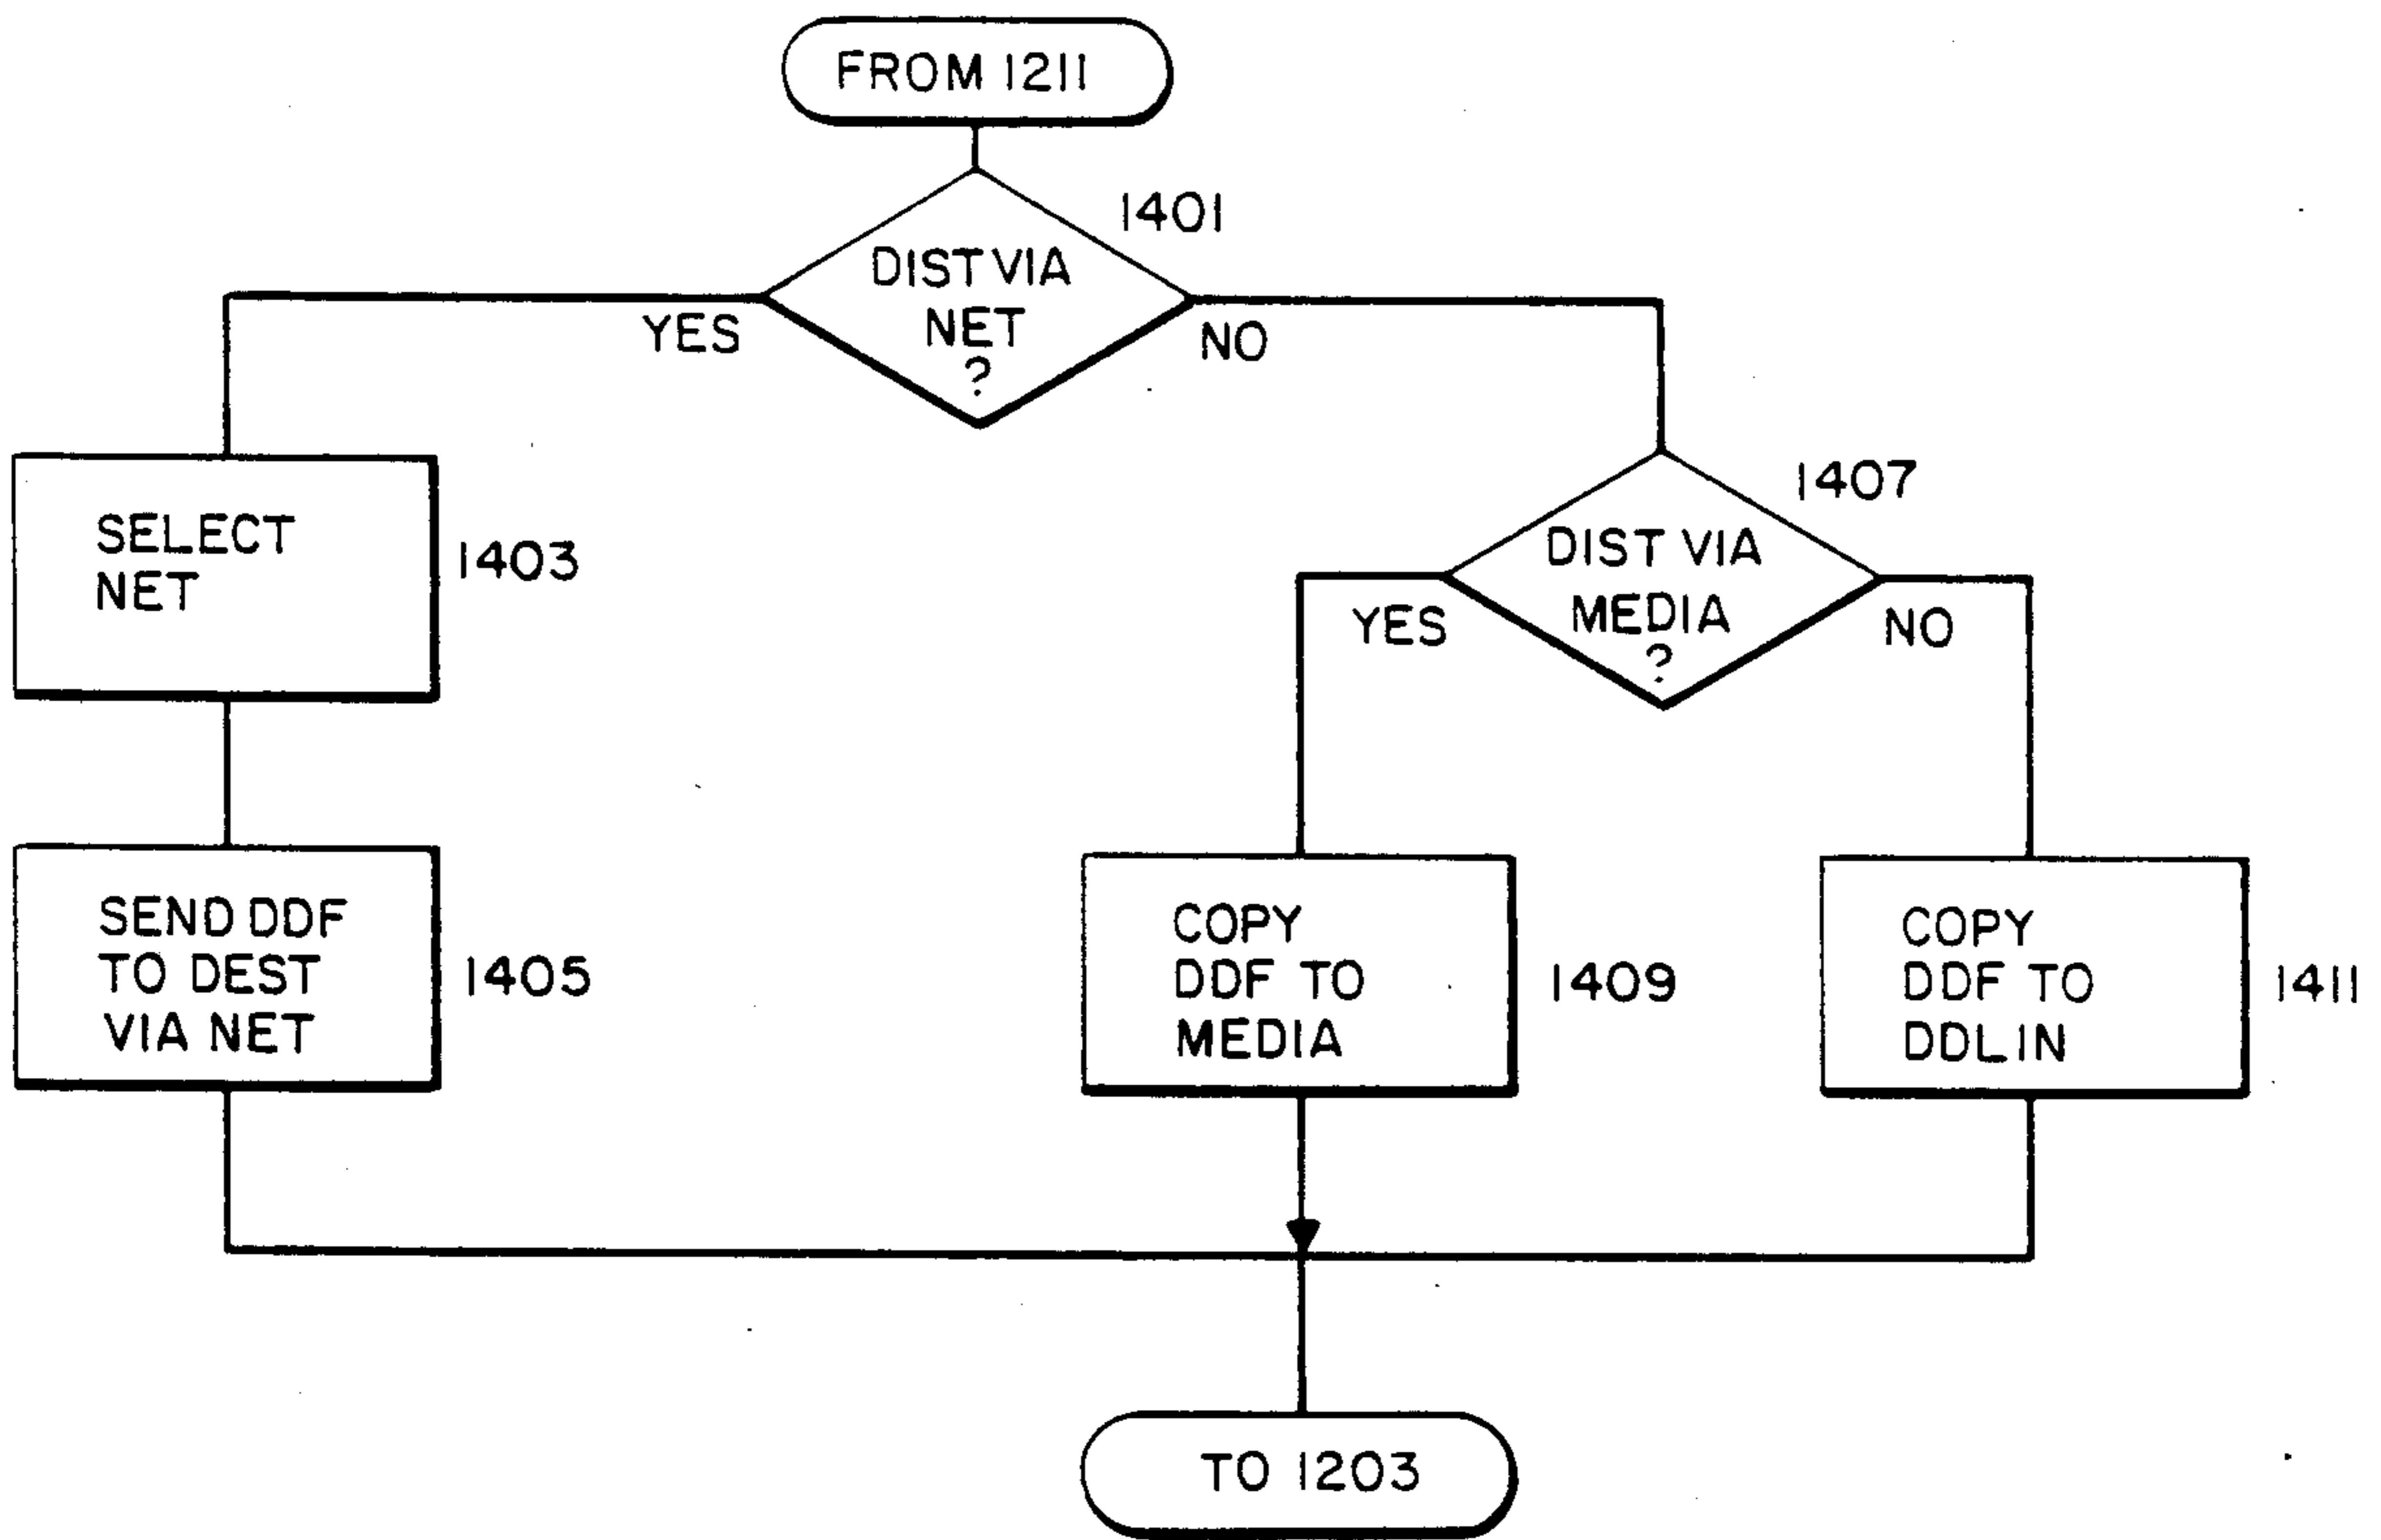 FROM 1211
1401
DIST VIA
NET
?
YES
NO
SELECT
NET
1403
1407
DIST VIA
MEDIA
?
YES
NO
SEND DDF
TO DEST
VIA NET
1405
COPY
DDF TO
MEDIA
1409
COPY
DDF TO
DDLIN
1411
TO 1203